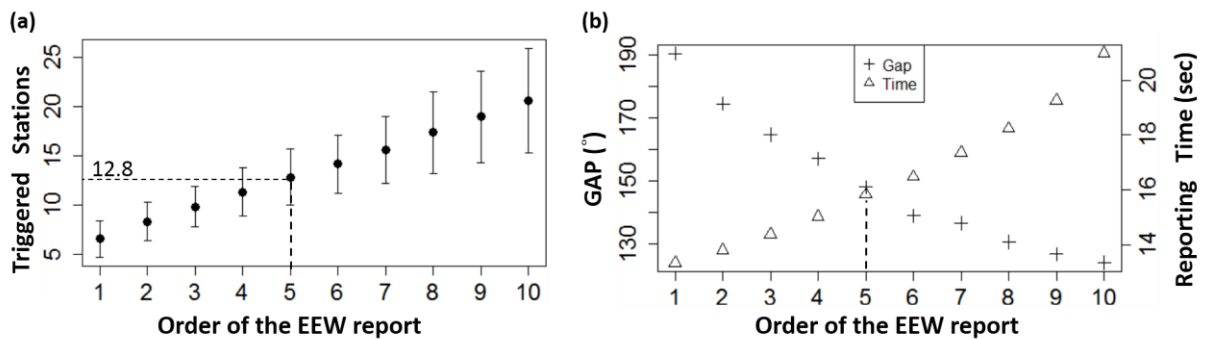 (a)
25
20
15
10
5
12.8
Triggered Stations
1 2 3 4 5 6 7 8 9 10
Order of the EEW report
(b)
190
170
150
130
GAP (°)
+ Gap
△ Time
20
18
16
14
Reporting Time (sec)
1 2 3 4 5 6 7 8 9 10
Order of the EEW report